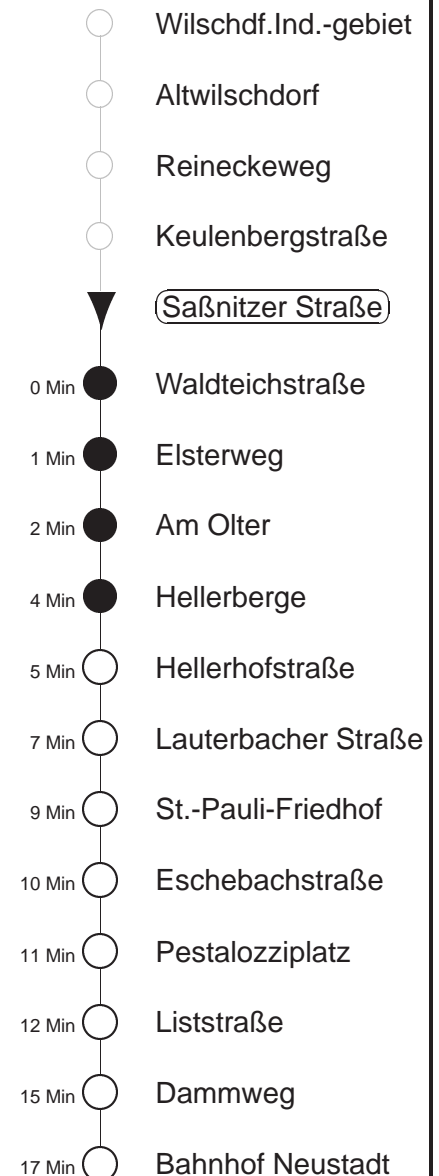 Wilschdf.Ind.-gebiet
Altwilschdorf
Reineckeweg
Keulenbergstraße
Saßnitzer Straße
0 Min Waldteichstraße
1 Min Elsterweg
2 Min Am Olter
4 Min Hellerberge
5 Min Hellerhofstraße
7 Min Lauterbacher Straße
9 Min St.-Pauli-Friedhof
10 Min Eschebachstraße
11 Min Pestalozziplatz
12 Min Liststraße
15 Min Dammweg
17 Min Bahnhof Neustadt